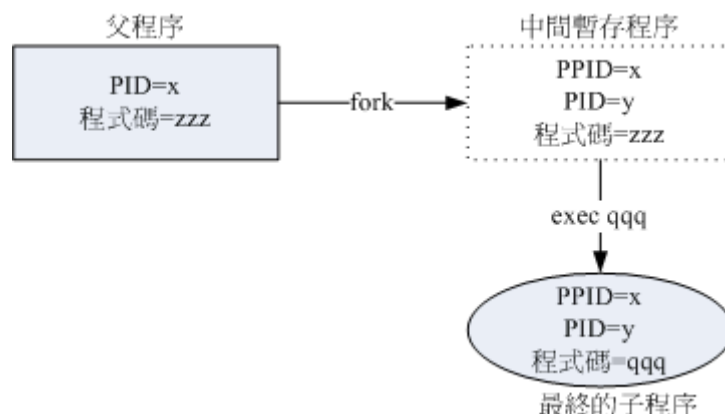 父程序
PID=x
程式碼=zzz
fork
中間暫存程序
PPID=x
PID=y
程式碼=zzz
exec qqq
PPID=x
PID=y
程式碼=qqq
最終的子程序